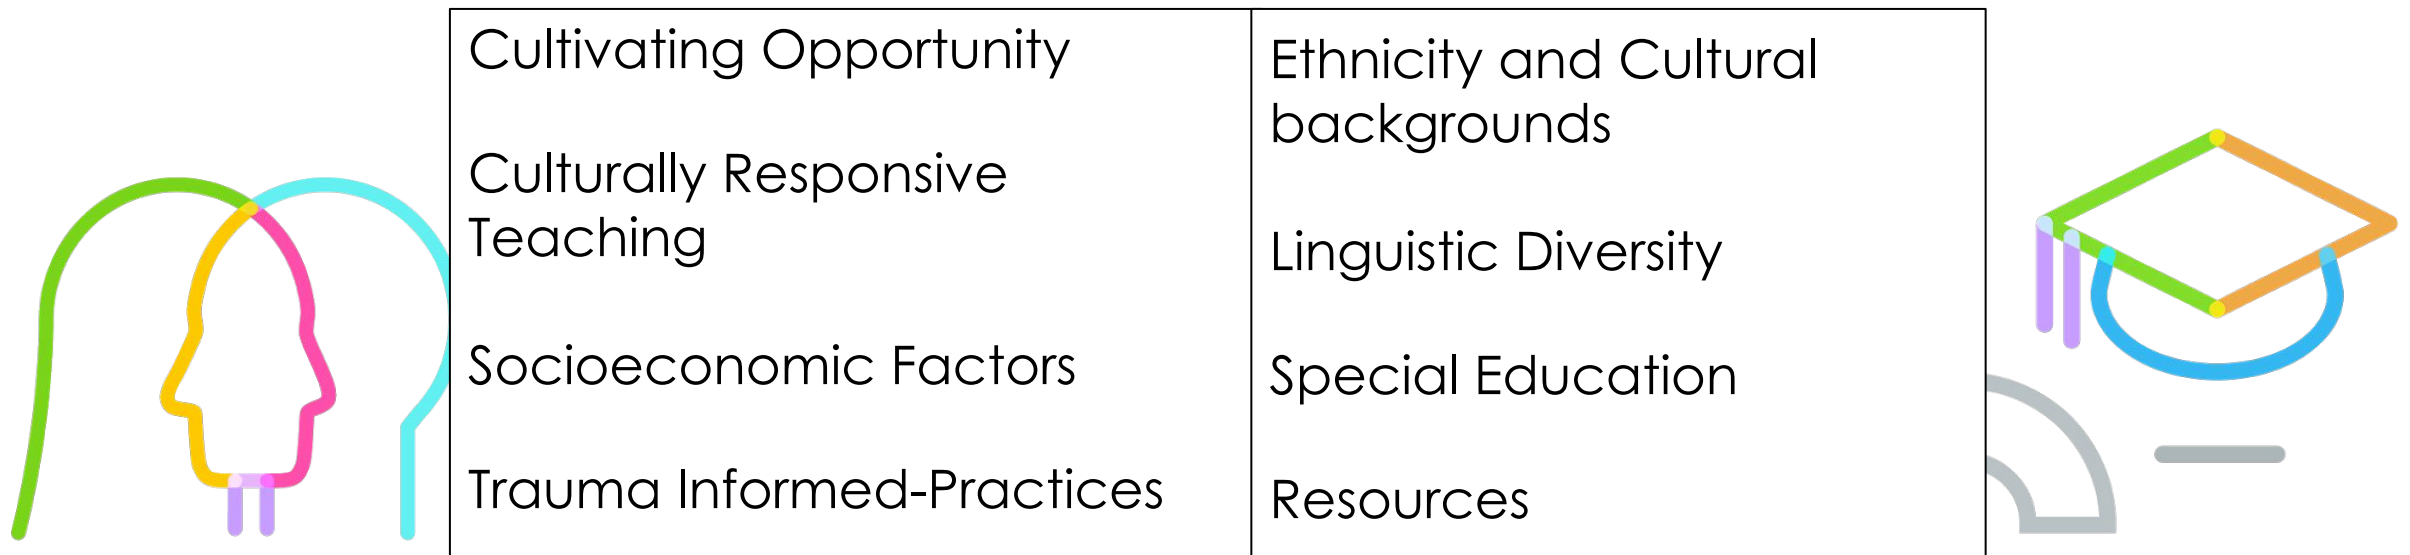 Cultivating Opportunity
Culturally Responsive
Teaching
Socioeconomic Factors
Trauma Informed-Practices
Ethnicity and Cultural
backgrounds
Linguistic Diversity
Special Education
Resources